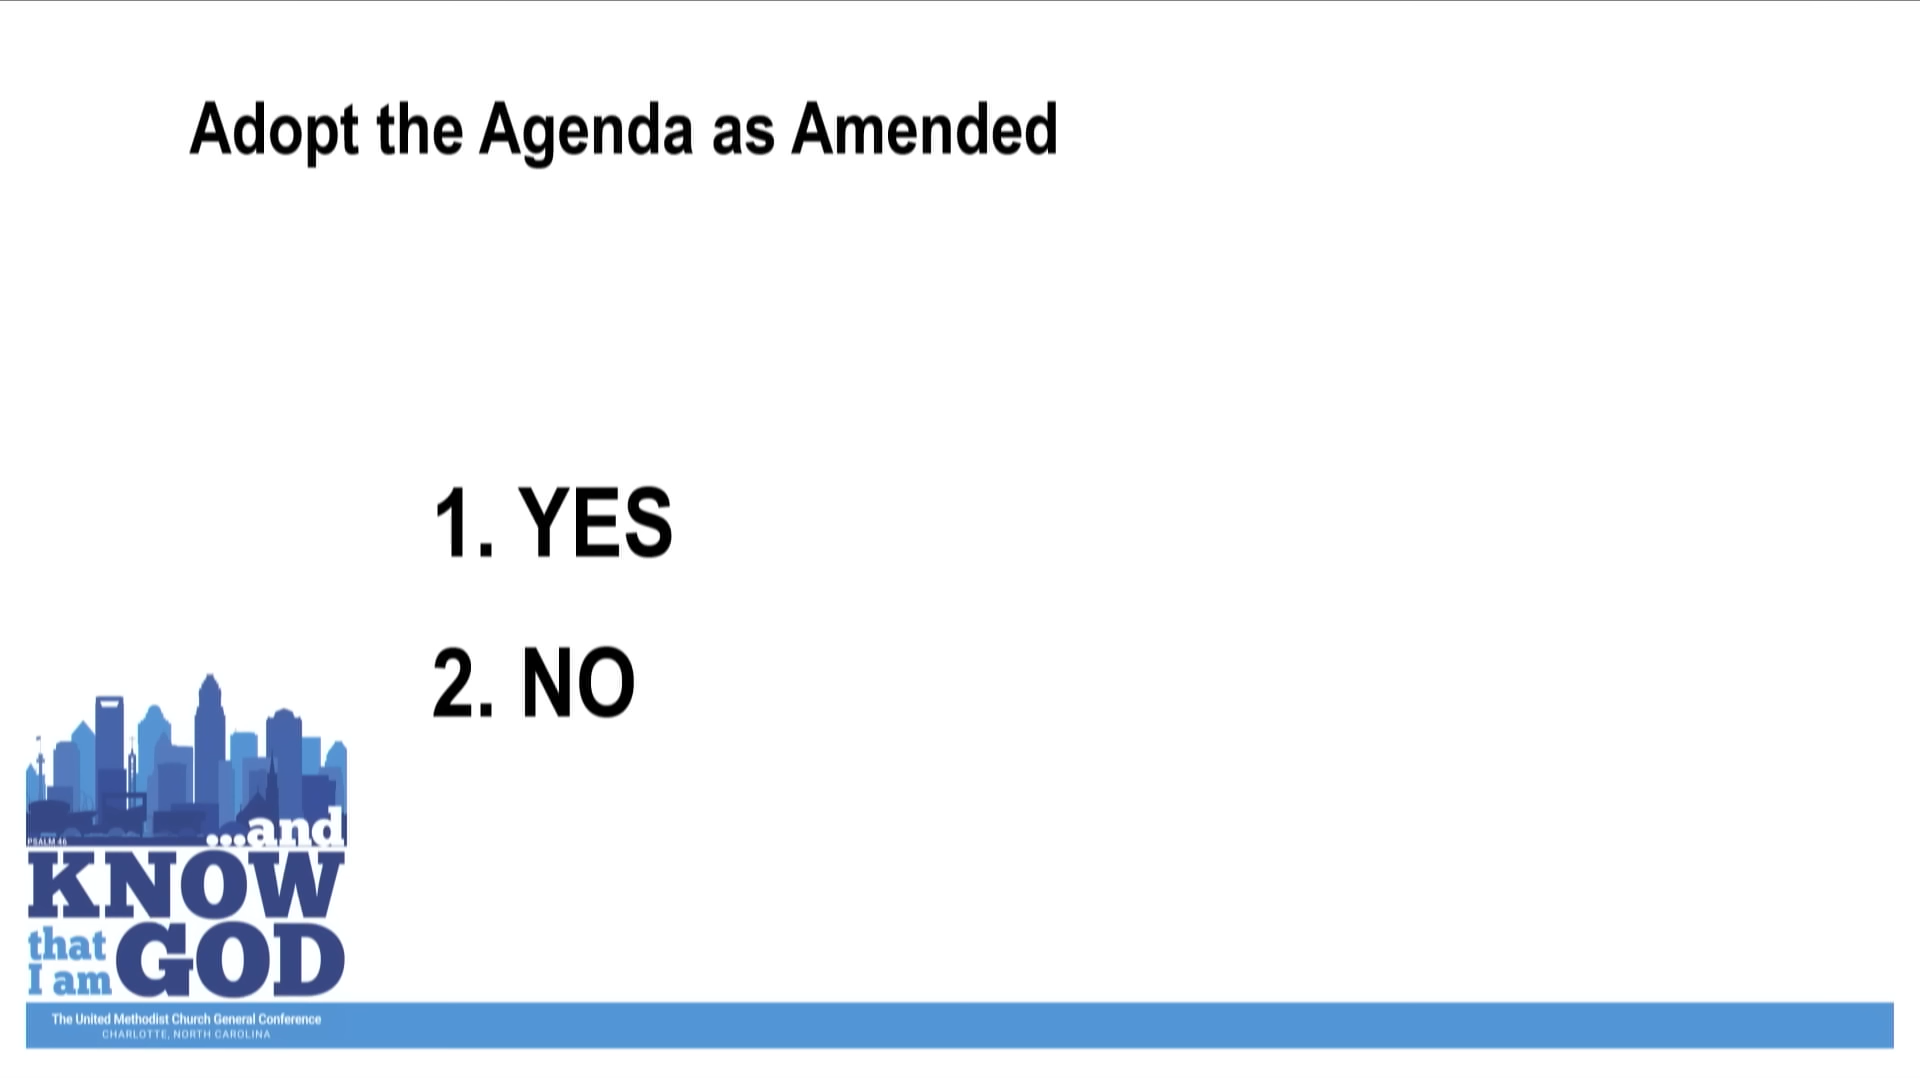 Adopt the Agenda as Amended
1. YES
2. NO
PSALM 46
...and
KNOW
that
I am
GOD
The United Methodist Church General Conference
CHARLOTTE, NORTH CAROLINA